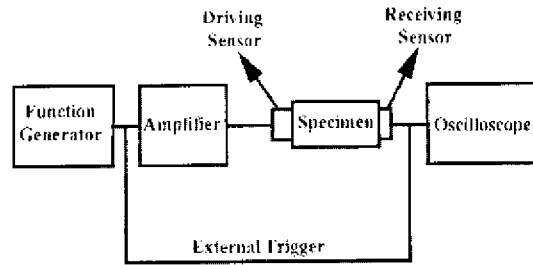 Driving
Sensor
Receiving
Sensor
Function
Generator
Amplifier
Specimen
Oscilloscope
External Trigger